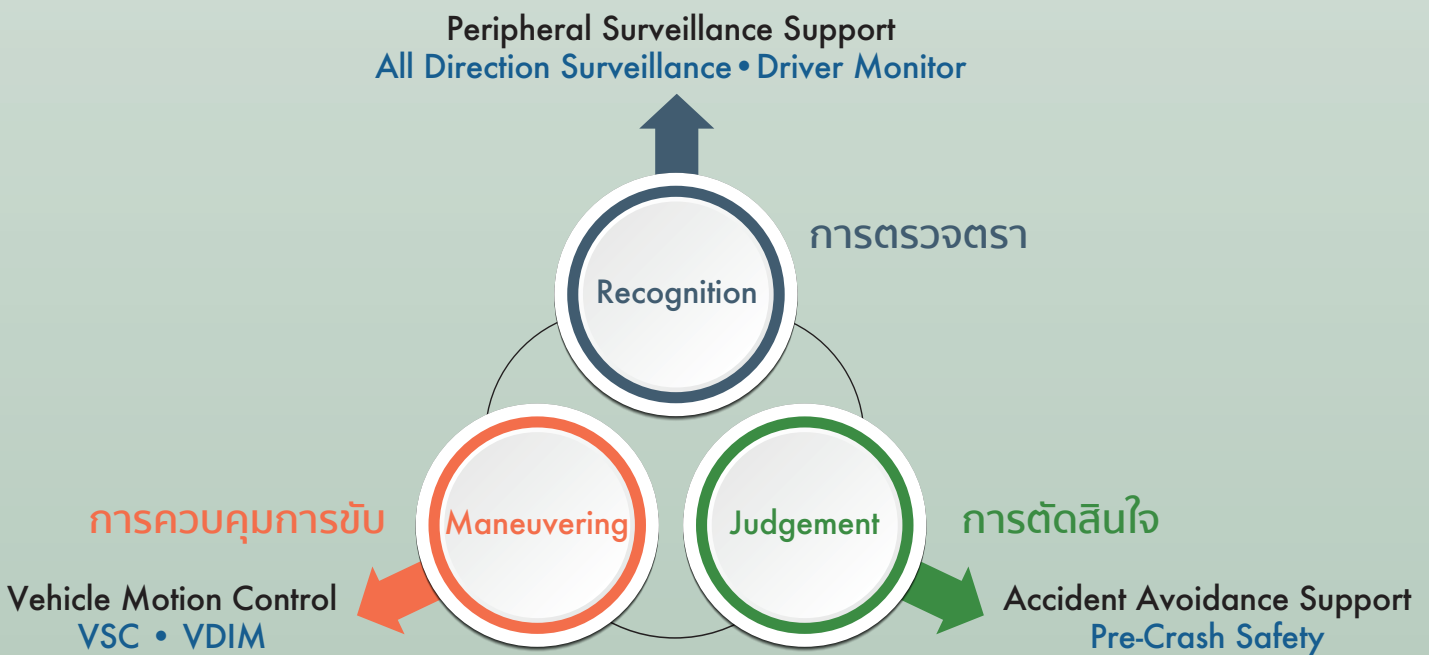 Peripheral Surveillance Support
All Direction Surveillance • Driver Monitor
Recognition
การตรวจตรา
การควบคุมการขับ
Maneuvering
Judgement
การตัดสินใจ
Vehicle Motion Control
VSC • VDIM
Accident Avoidance Support
Pre-Crash Safety